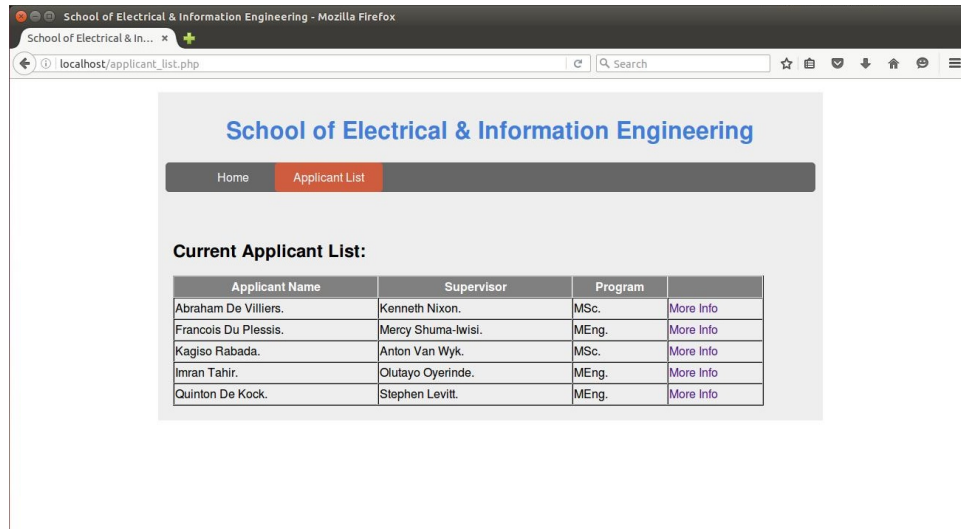 School of Electrical & Information Engineering - Mozilla Firefox
School of Electrical & In... ×
localhost/applicant_list.php Search
School of Electrical & Information Engineering
Home Applicant List
Current Applicant List:
Applicant Name Supervisor Program
Abraham De Villiers. Kenneth Nixon. MSc. More Info
Francois Du Plessis. Mercy Shuma-Iwisi. MEng. More Info
Kagiso Rabada. Anton Van Wyk. MSc. More Info
Imran Tahir. Olutayo Oyerinde. MEng. More Info
Quinton De Kock. Stephen Levitt. MEng. More Info